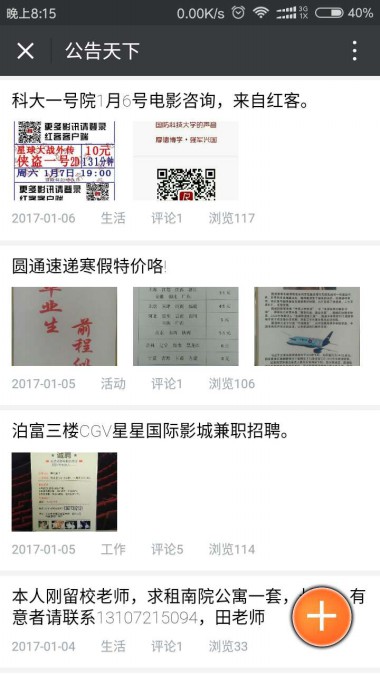 晚上8:15
0.00K/s
3G
1X
40%
公告天下
科大一号院1月6号电影咨询，来自红客。
更多影讯请登录
红客客户端
星球大战外传 10元
侠盗一号2D 131分钟
周六 1月7日 19:00
更多影讯请登录
红客客户端
国防科技大学的声音
厚德博学·强军兴国
2017-01-06 生活 评论1 浏览117
圆通速递寒假特价咯!
毕业生
前程
2017-01-05 活动 评论1 浏览106
泊富三楼CGV星星国际影城兼职招聘。
诚聘
2017-01-05 工作 评论5 浏览114
本人刚留校老师，求租南院公寓一套，有
意者请联系13107215094，田老师
2017-01-04 生活 评论1 浏览33